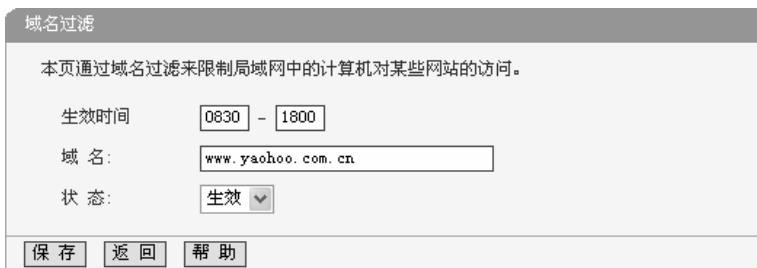 域名过滤
本页通过域名过滤来限制局域网中的计算机对某些网站的访问。
生效时间 0830 - 1800
域 名: www.yaohoo.com.cn
状 态: 生效
保 存 返 回 帮 助